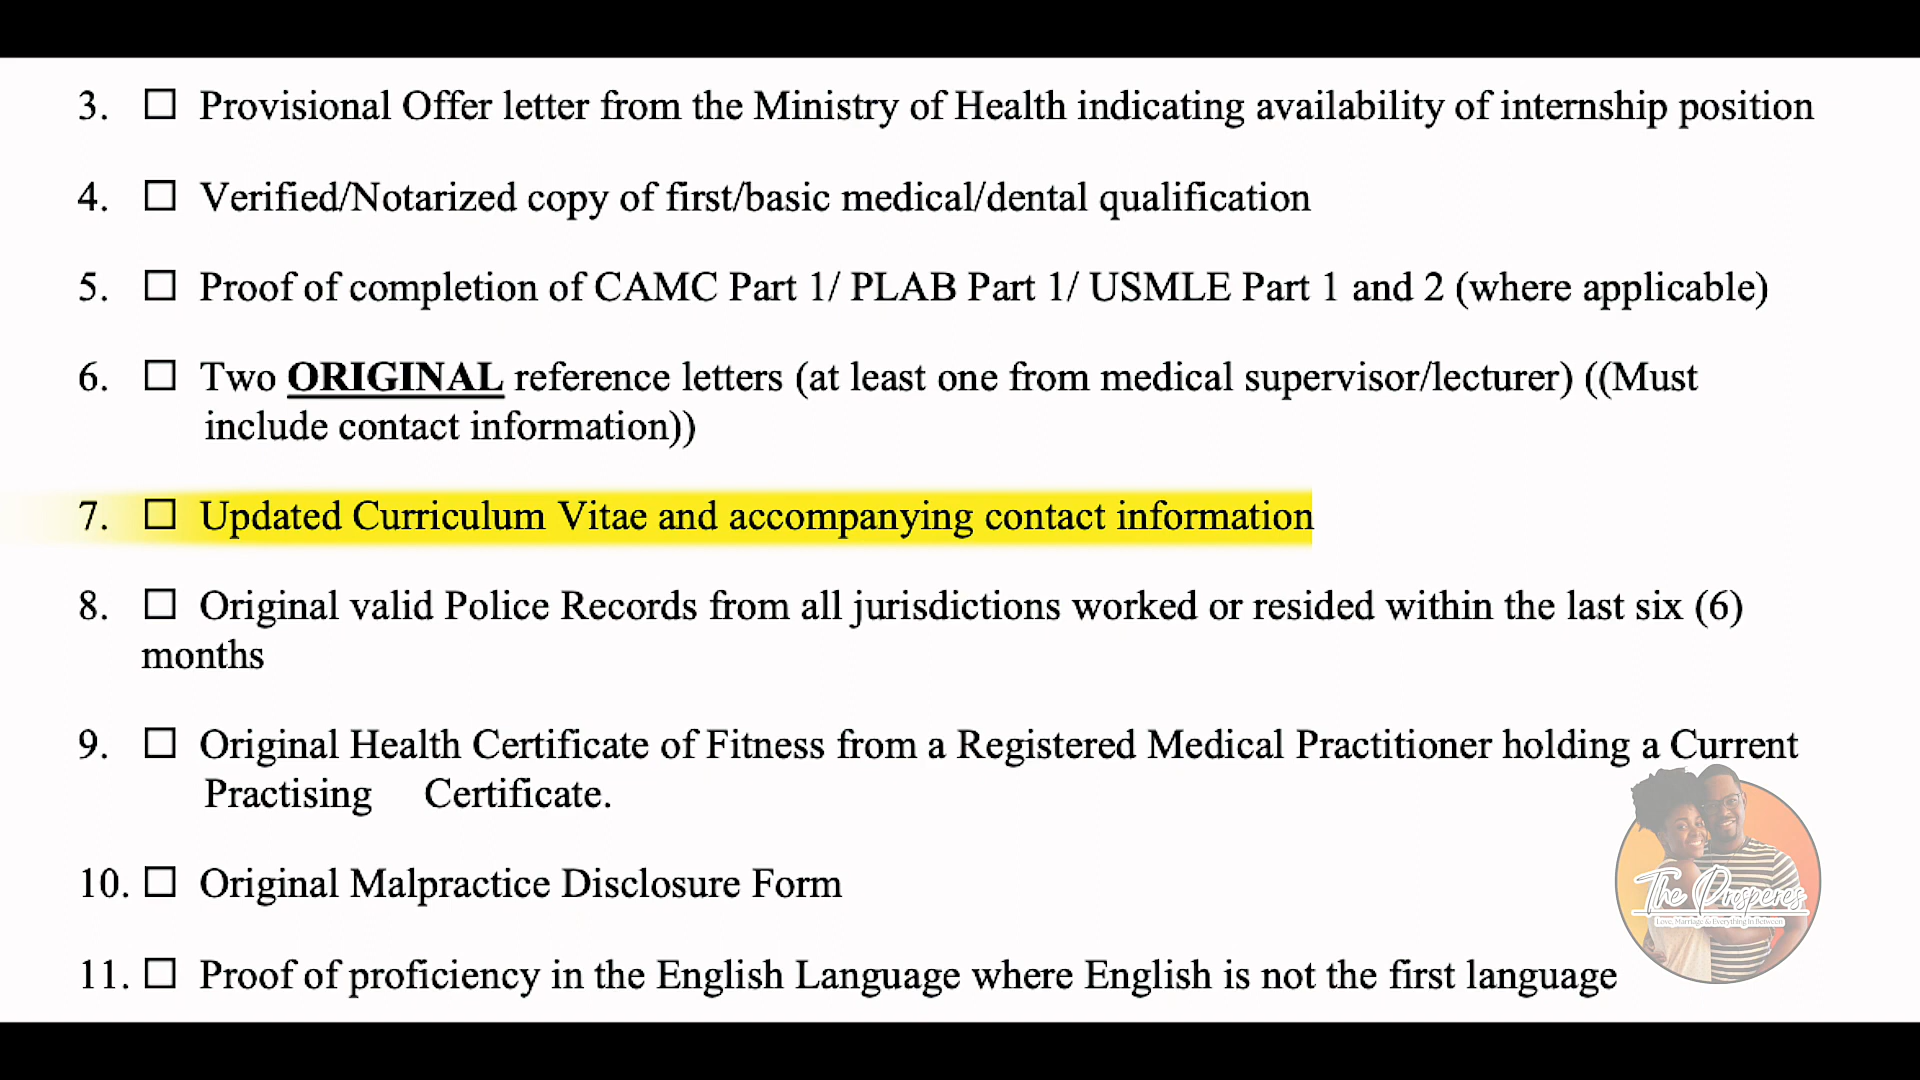 3. ☐ Provisional Offer letter from the Ministry of Health indicating availability of internship position
4. ☐ Verified/Notarized copy of first/basic medical/dental qualification
5. ☐ Proof of completion of CAMC Part 1/ PLAB Part 1/ USMLE Part 1 and 2 (where applicable)
6. ☐ Two ORIGINAL reference letters (at least one from medical supervisor/lecturer) ((Must
include contact information))
7. ☐ Updated Curriculum Vitae and accompanying contact information
8. ☐ Original valid Police Records from all jurisdictions worked or resided within the last six (6)
months
9. ☐ Original Health Certificate of Fitness from a Registered Medical Practitioner holding a Current
Practising Certificate.
10. ☐ Original Malpractice Disclosure Form
11. ☐ Proof of proficiency in the English Language where English is not the first language
The Prosperes
Love, Marriage & Everything In Between